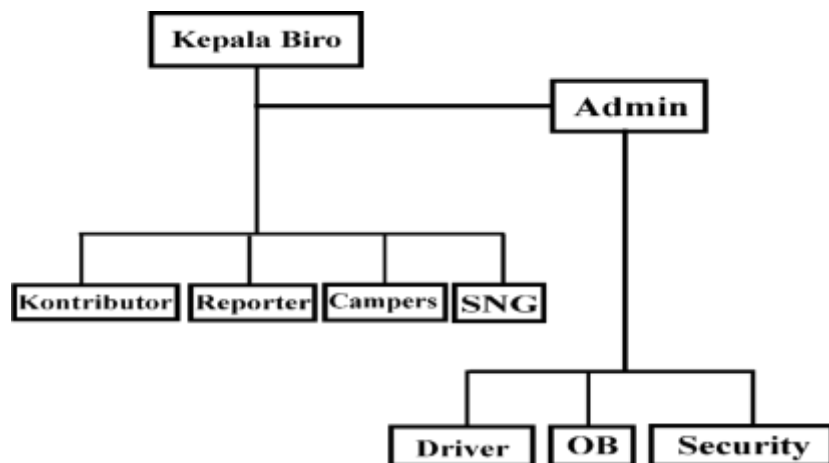 Kepala Biro
Admin
Kontributor
Reporter
Campers
SNG
Driver
OB
Security